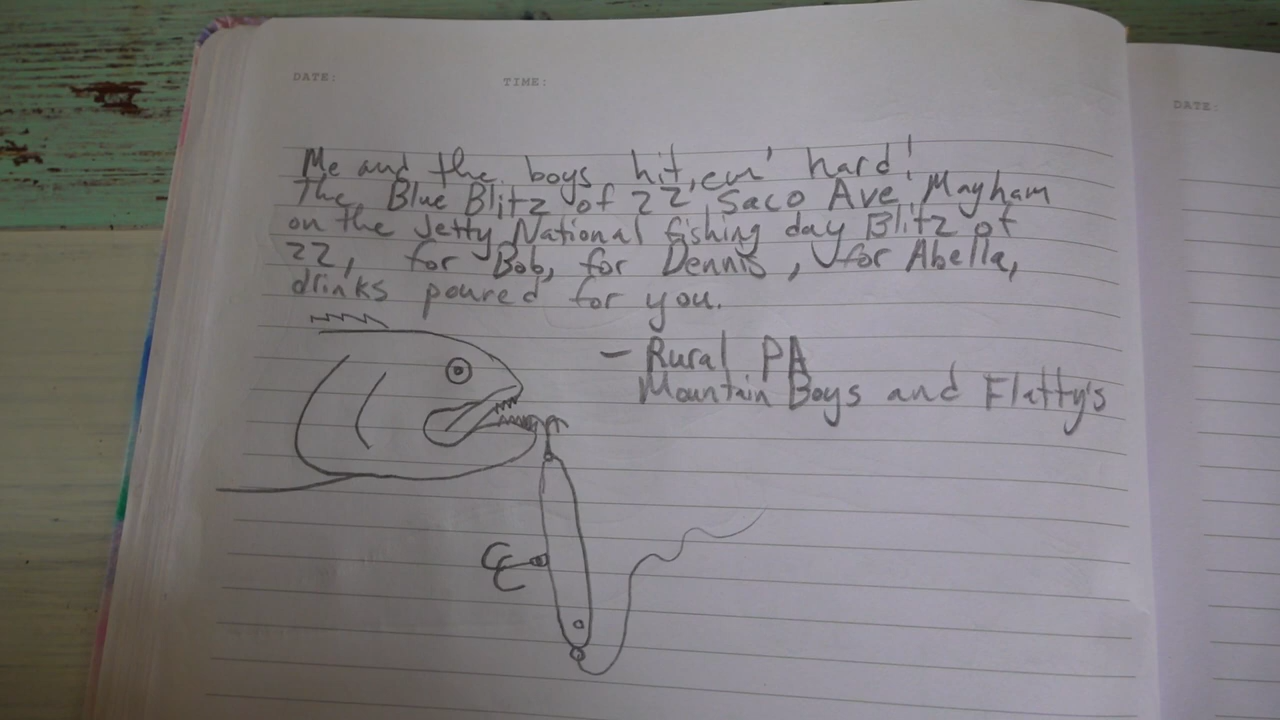 DATE: TIME:
DATE:
Me and the boys hit em' hard!
The Blue Blitz of 22 Saco Ave, Mayham
on the Jetty National fishing day Blitz of
22, for Bob, for Dennis, for Abella,
drinks poured for you.
- Rural PA
Mountain Boys and Flatty's